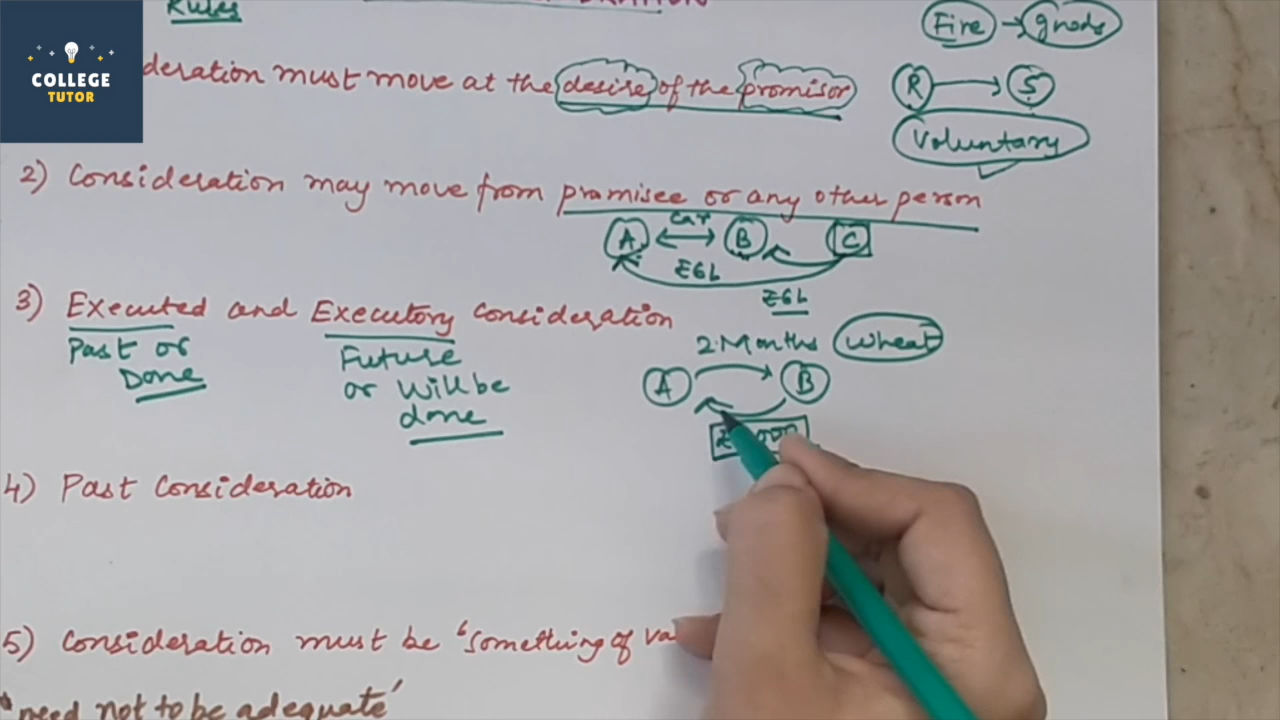 Rules
Fire → goods
COLLEGE
TUTOR
must move at the desire of the promisor
R → S
Voluntary
2) Consideration may move from promisee or any other person
Car
A B C
₹6L
₹6L
3) Executed and Executory Consideration
Past or
Done
Future
or Will be
done
2 Months Wheat
A B
4) Past Consideration
5) Consideration must be 'Something of
need not to be adequate'